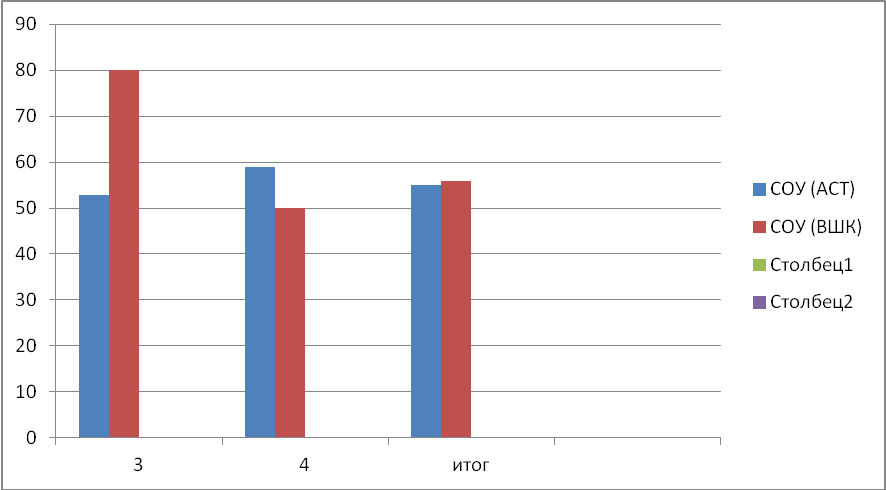 90
80
70
60
50
40
30
20
10
0
3 4 итог
СОУ (АСТ)
СОУ (ВШК)
Столбец1
Столбец2